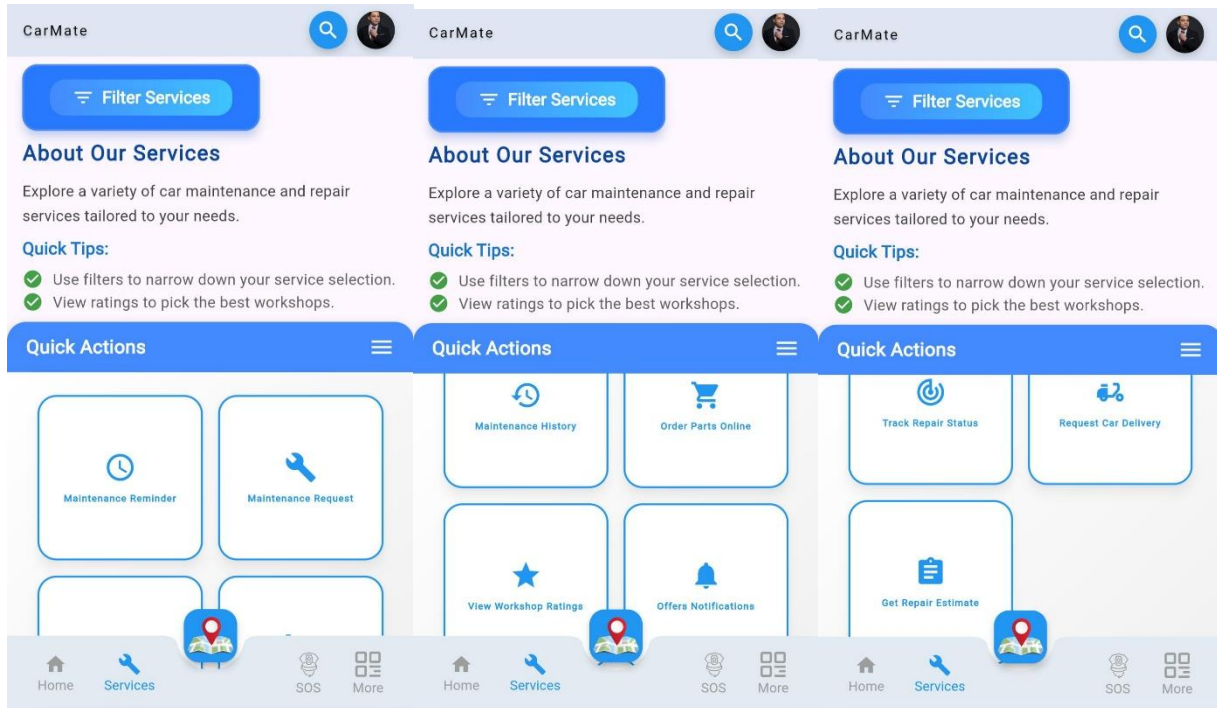 CarMate
Filter Services
About Our Services
Explore a variety of car maintenance and repair
services tailored to your needs.
Quick Tips:
Use filters to narrow down your service selection.
View ratings to pick the best workshops.
Quick Actions
Maintenance Reminder
Maintenance Request
Home
Services
SOS
More
CarMate
Filter Services
About Our Services
Explore a variety of car maintenance and repair
services tailored to your needs.
Quick Tips:
Use filters to narrow down your service selection.
View ratings to pick the best workshops.
Quick Actions
Maintenance History
Order Parts Online
View Workshop Ratings
Offers Notifications
Home
Services
SOS
More
CarMate
Filter Services
About Our Services
Explore a variety of car maintenance and repair
services tailored to your needs.
Quick Tips:
Use filters to narrow down your service selection.
View ratings to pick the best workshops.
Quick Actions
Track Repair Status
Request Car Delivery
Get Repair Estimate
Home
Services
SOS
More